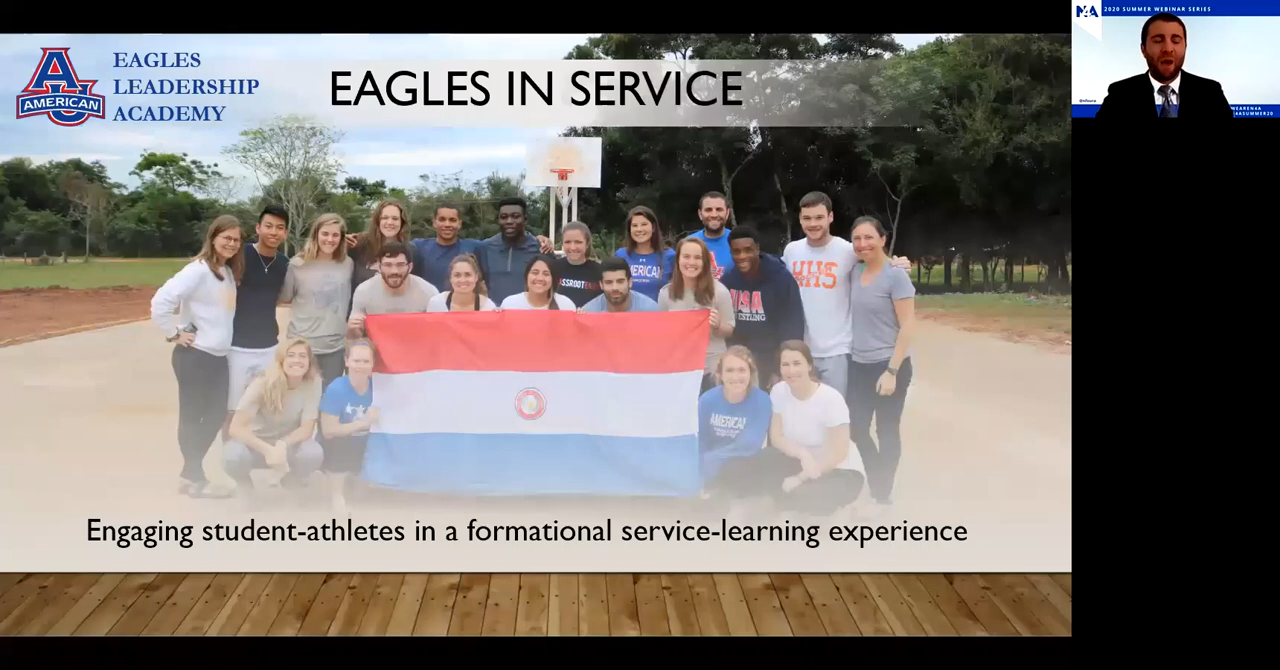 EAGLES
LEADERSHIP
ACADEMY
AMERICAN
EAGLES IN SERVICE
Engaging student-athletes in a formational service-learning experience
N4A
2020 SUMMER WEBINAR SERIES
AMERICAN